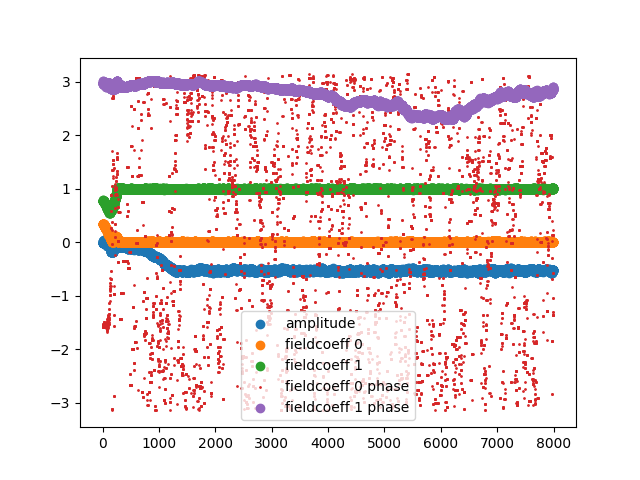 3
2
1
0
−1
−2
−3
amplitude
fieldcoeff 0
fieldcoeff 1
fieldcoeff 0 phase
fieldcoeff 1 phase
0 1000 2000 3000 4000 5000 6000 7000 8000